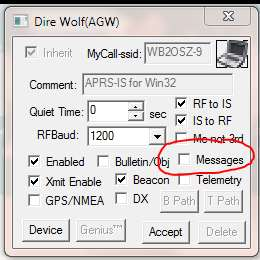 Dire Wolf(AGW)
Inherit MyCall-ssid: WB2OSZ-9
Comment: APRS-IS for Win32
Quiet Time: 0 sec
RF to IS
IS to RF
RFBaud: 1200
Me not 3rd
Enabled Bulletin/Obj Messages
Xmit Enable Beacon Telemetry
GPS/NMEA DX B Path T Path
Device Genius™ Accept Delete